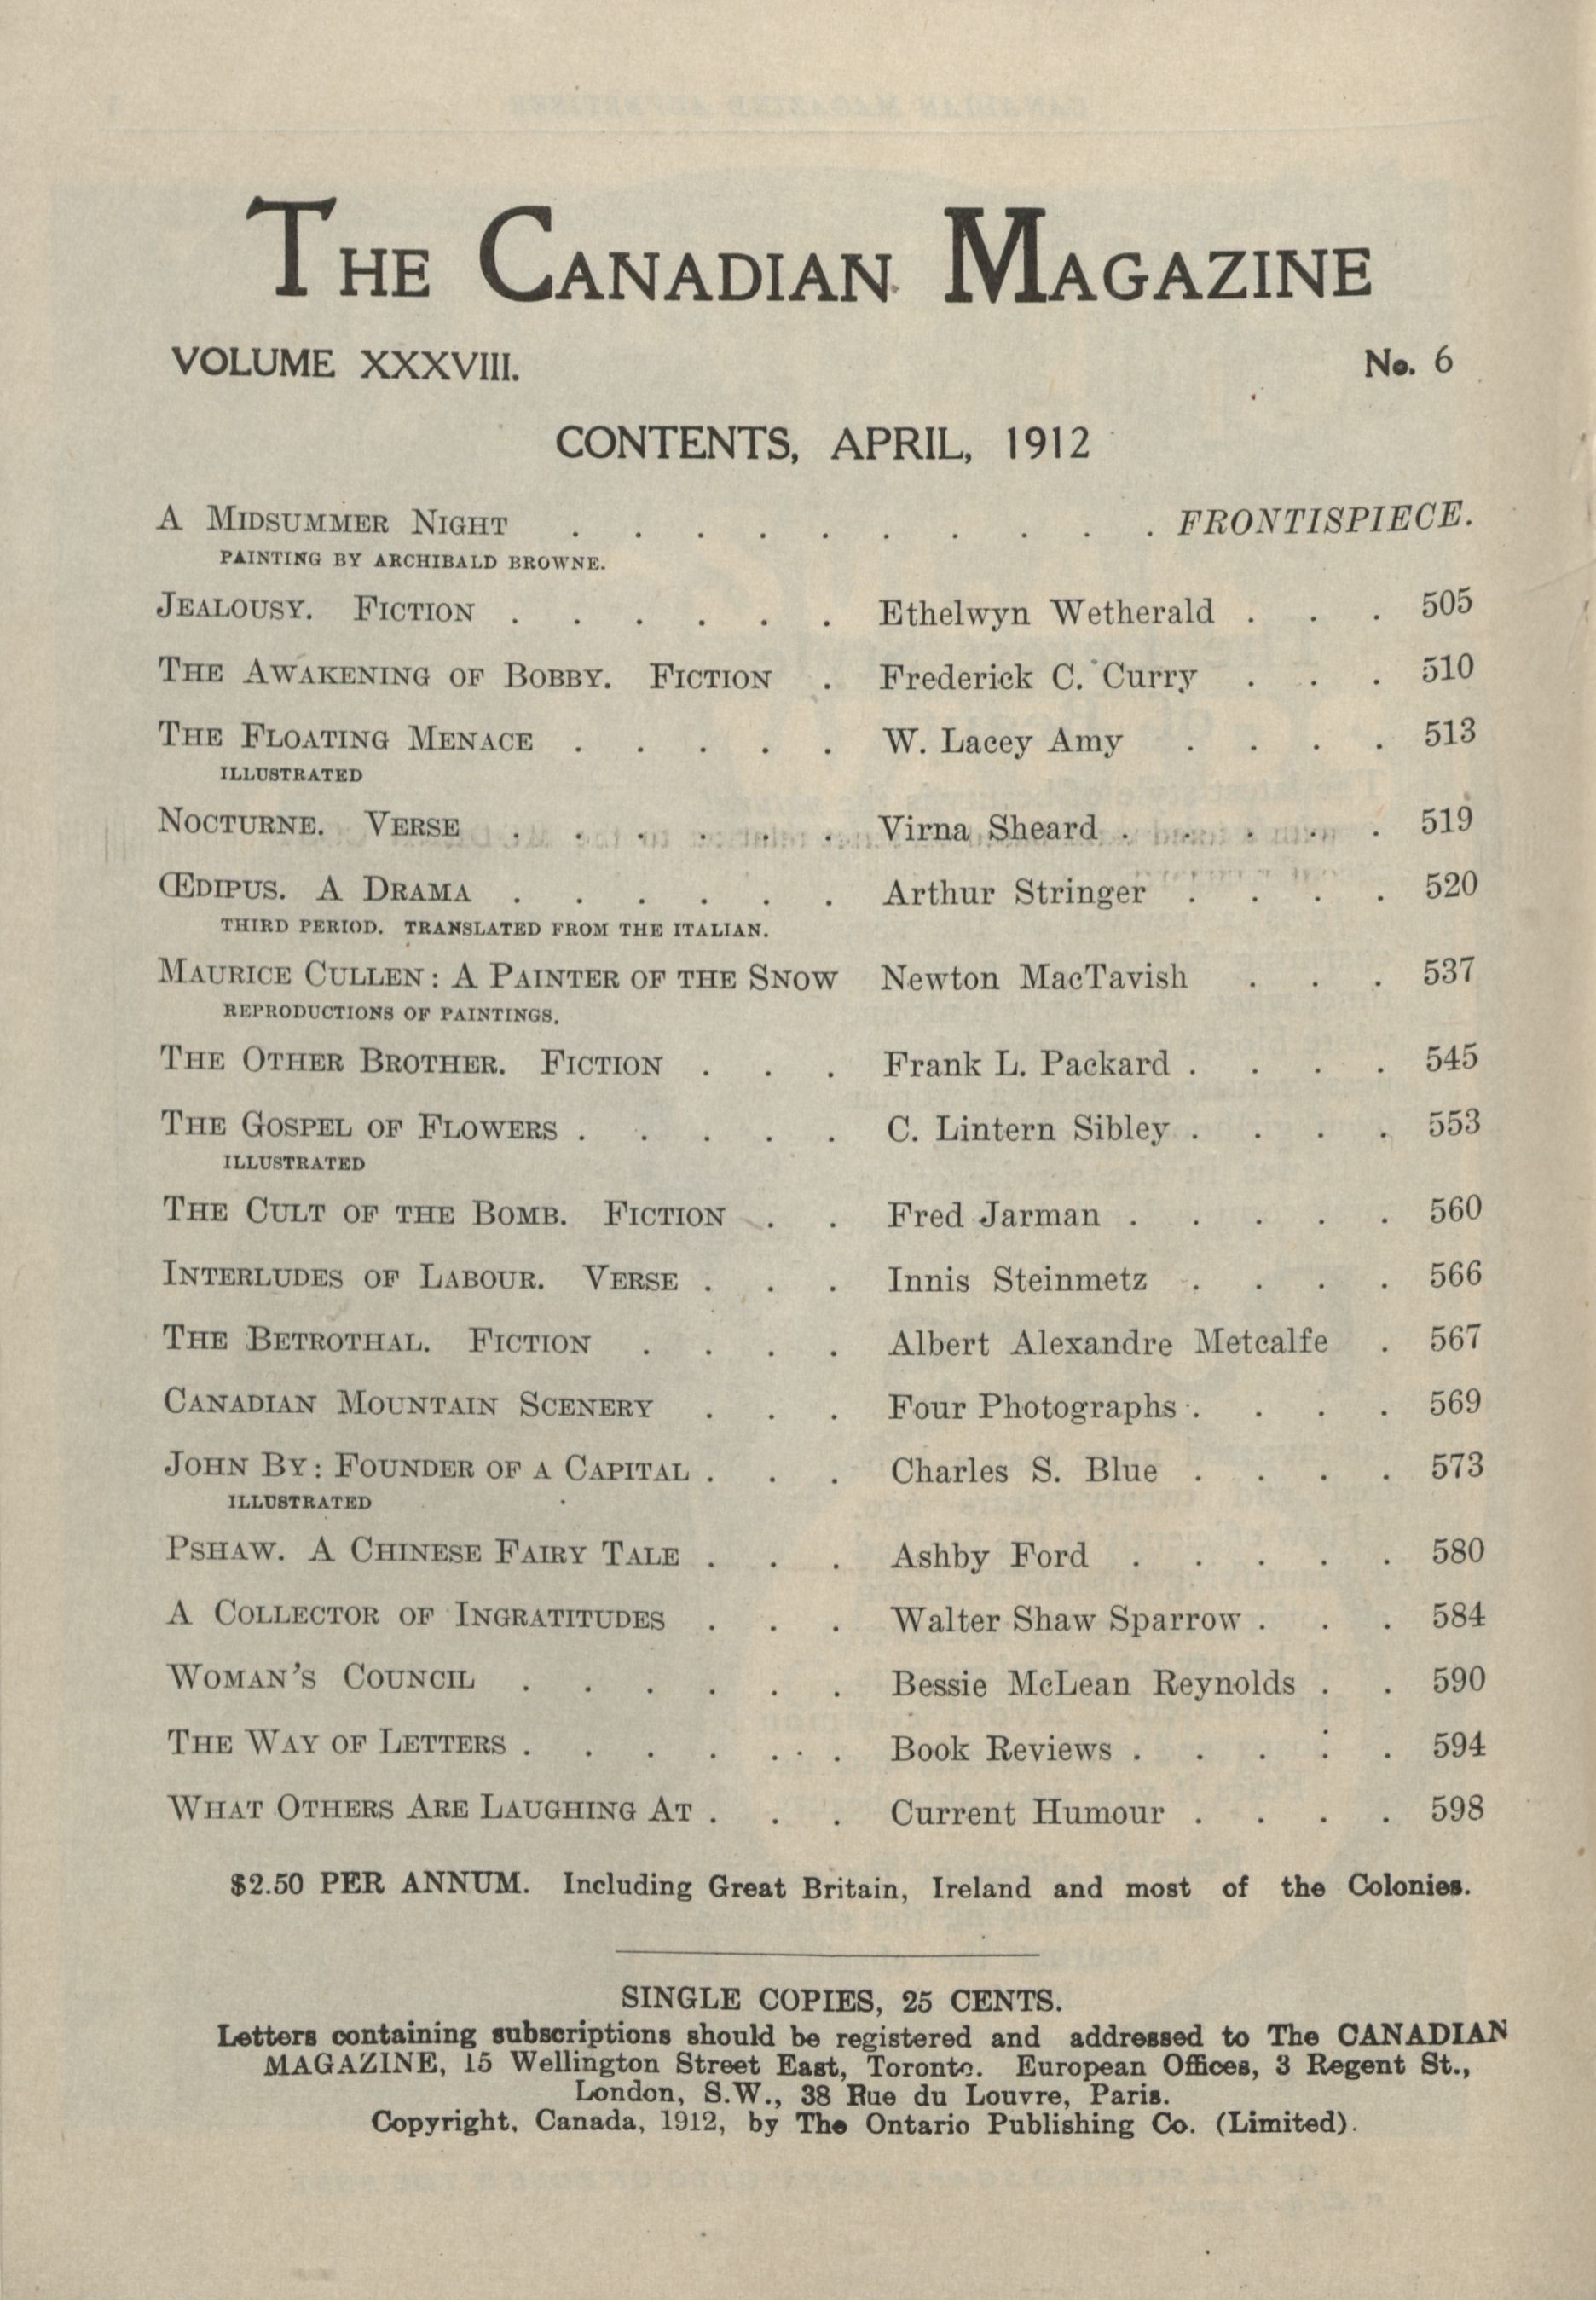 THE CANADIAN MAGAZINE
VOLUME XXXVIII. No. 6
CONTENTS, APRIL, 1912
A MIDSUMMER NIGHT . . . . . . . . . . FRONTISPIECE.
PAINTING BY ARCHIBALD BROWNE.
JEALOUSY. FICTION . . . . . . Ethelwyn Wetherald . . . 505
THE AWAKENING OF BOBBY. FICTION . Frederick C. Curry . . . 510
THE FLOATING MENACE . . . . . W. Lacey Amy . . . . 513
ILLUSTRATED
NOCTURNE. VERSE . . . . . . Virna Sheard . . . . . 519
ŒDIPUS. A DRAMA . . . . . . Arthur Stringer . . . . 520
THIRD PERIOD. TRANSLATED FROM THE ITALIAN.
MAURICE CULLEN: A PAINTER OF THE SNOW Newton MacTavish . . . 537
REPRODUCTIONS OF PAINTINGS.
THE OTHER BROTHER. FICTION . . . Frank L. Packard . . . . 545
THE GOSPEL OF FLOWERS . . . . . C. Lintern Sibley . . . . 553
ILLUSTRATED
THE CULT OF THE BOMB. FICTION . . Fred Jarman . . . . . 560
INTERLUDES OF LABOUR. VERSE . . . Innis Steinmetz . . . . 566
THE BETROTHAL. FICTION . . . . Albert Alexandre Metcalfe . 567
CANADIAN MOUNTAIN SCENERY . . . Four Photographs . . . . 569
JOHN BY: FOUNDER OF A CAPITAL . . . Charles S. Blue . . . . 573
ILLUSTRATED
PSHAW. A CHINESE FAIRY TALE . . . Ashby Ford . . . . . 580
A COLLECTOR OF INGRATITUDES . . . Walter Shaw Sparrow . . . 584
WOMAN'S COUNCIL . . . . . . Bessie McLean Reynolds . . 590
THE WAY OF LETTERS . . . . . . Book Reviews . . . . . 594
WHAT OTHERS ARE LAUGHING AT . . . Current Humour . . . . 598
$2.50 PER ANNUM. Including Great Britain, Ireland and most of the Colonies.
SINGLE COPIES, 25 CENTS.
Letters containing subscriptions should be registered and addressed to The CANADIAN
MAGAZINE, 15 Wellington Street East, Toronto. European Offices, 3 Regent St.,
London, S.W., 38 Rue du Louvre, Paris.
Copyright, Canada, 1912, by The Ontario Publishing Co. (Limited).